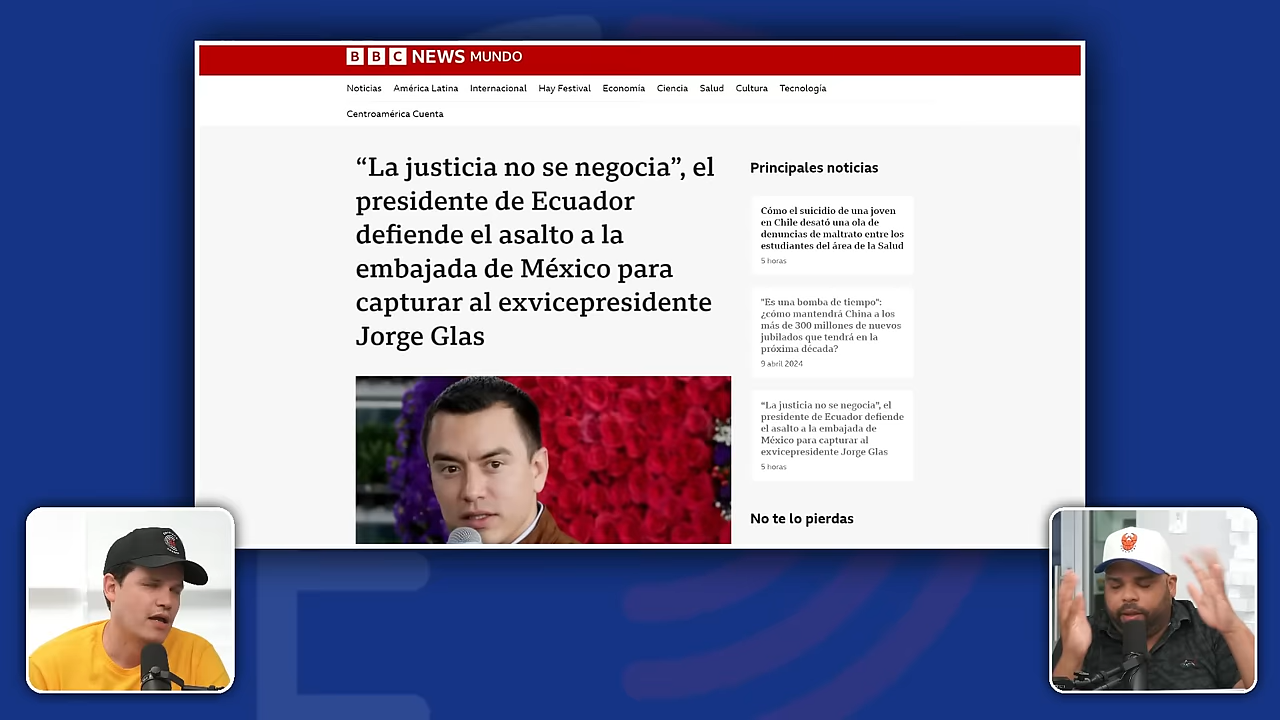 BBC NEWS MUNDO
Noticias América Latina Internacional Hay Festival Economía Ciencia Salud Cultura Tecnología
Centroamérica Cuenta
“La justicia no se negocia”, el
presidente de Ecuador
defiende el asalto a la
embajada de México para
capturar al exvicepresidente
Jorge Glas
Principales noticias
Cómo el suicidio de una joven
en Chile desató una ola de
denuncias de maltrato entre los
estudiantes del área de la Salud
5 horas
"Es una bomba de tiempo":
¿cómo mantendrá China a los
más de 300 millones de nuevos
jubilados que tendrá en la
próxima década?
9 abril 2024
“La justicia no se negocia”, el
presidente de Ecuador defiende
el asalto a la embajada de
México para capturar al
exvicepresidente Jorge Glas
5 horas
No te lo pierdas